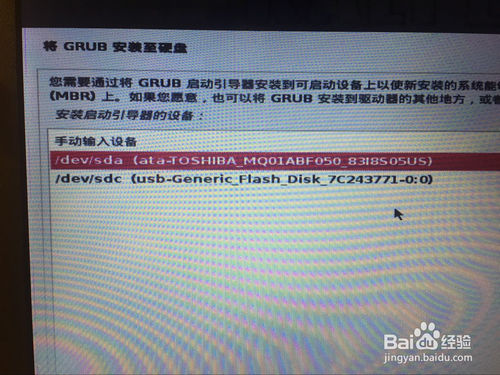 将 GRUB 安装至硬盘
您需要通过将 GRUB 启动引导器安装到可启动设备上以使新安装的系统能
(MBR) 上。如果您愿意，也可以将 GRUB 安装到驱动器的其他地方，或
安装启动引导器的设备：
手动输入设备
/dev/sda (ata-TOSHIBA_MQ01ABF050_83I8S05US)
/dev/sdc (usb-Generic_Flash_Disk_7C243771-0:0)
Baidu经验
jingyan.baidu.com